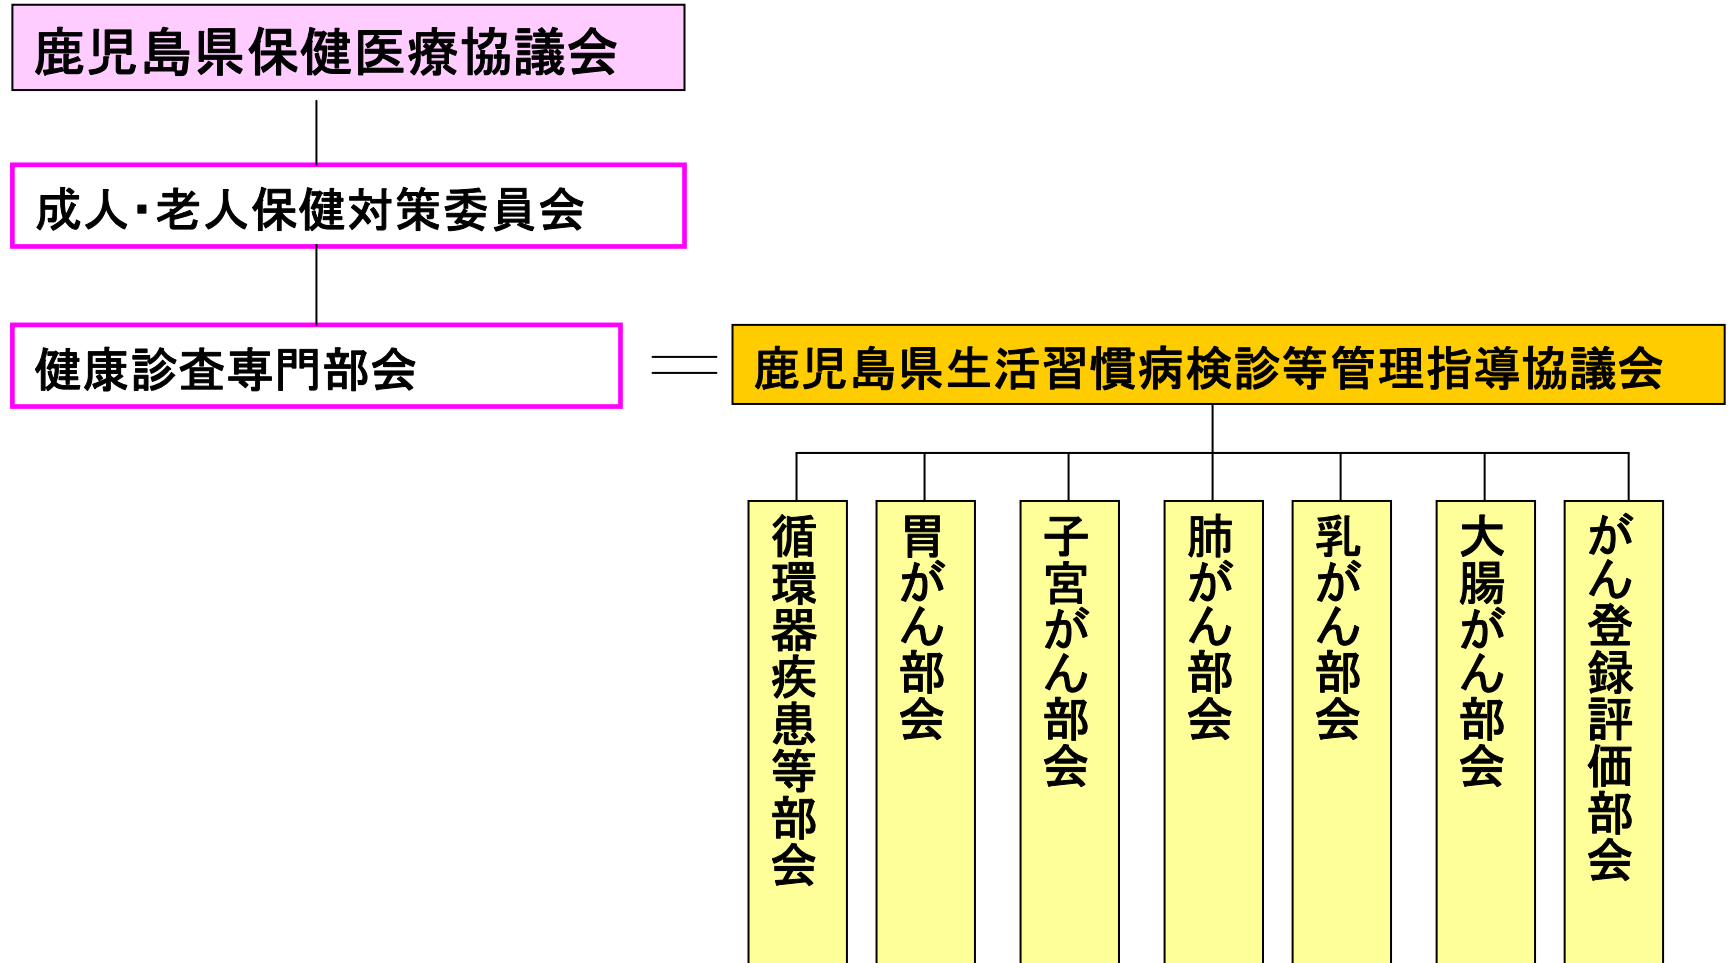 鹿児島県保健医療協議会
成人・老人保健対策委員会
健康診査専門部会
鹿児島県生活習慣病検診等管理指導協議会
循環器疾患等部会
胃がん部会
子宮がん部会
肺がん部会
乳がん部会
大腸がん部会
がん登録評価部会